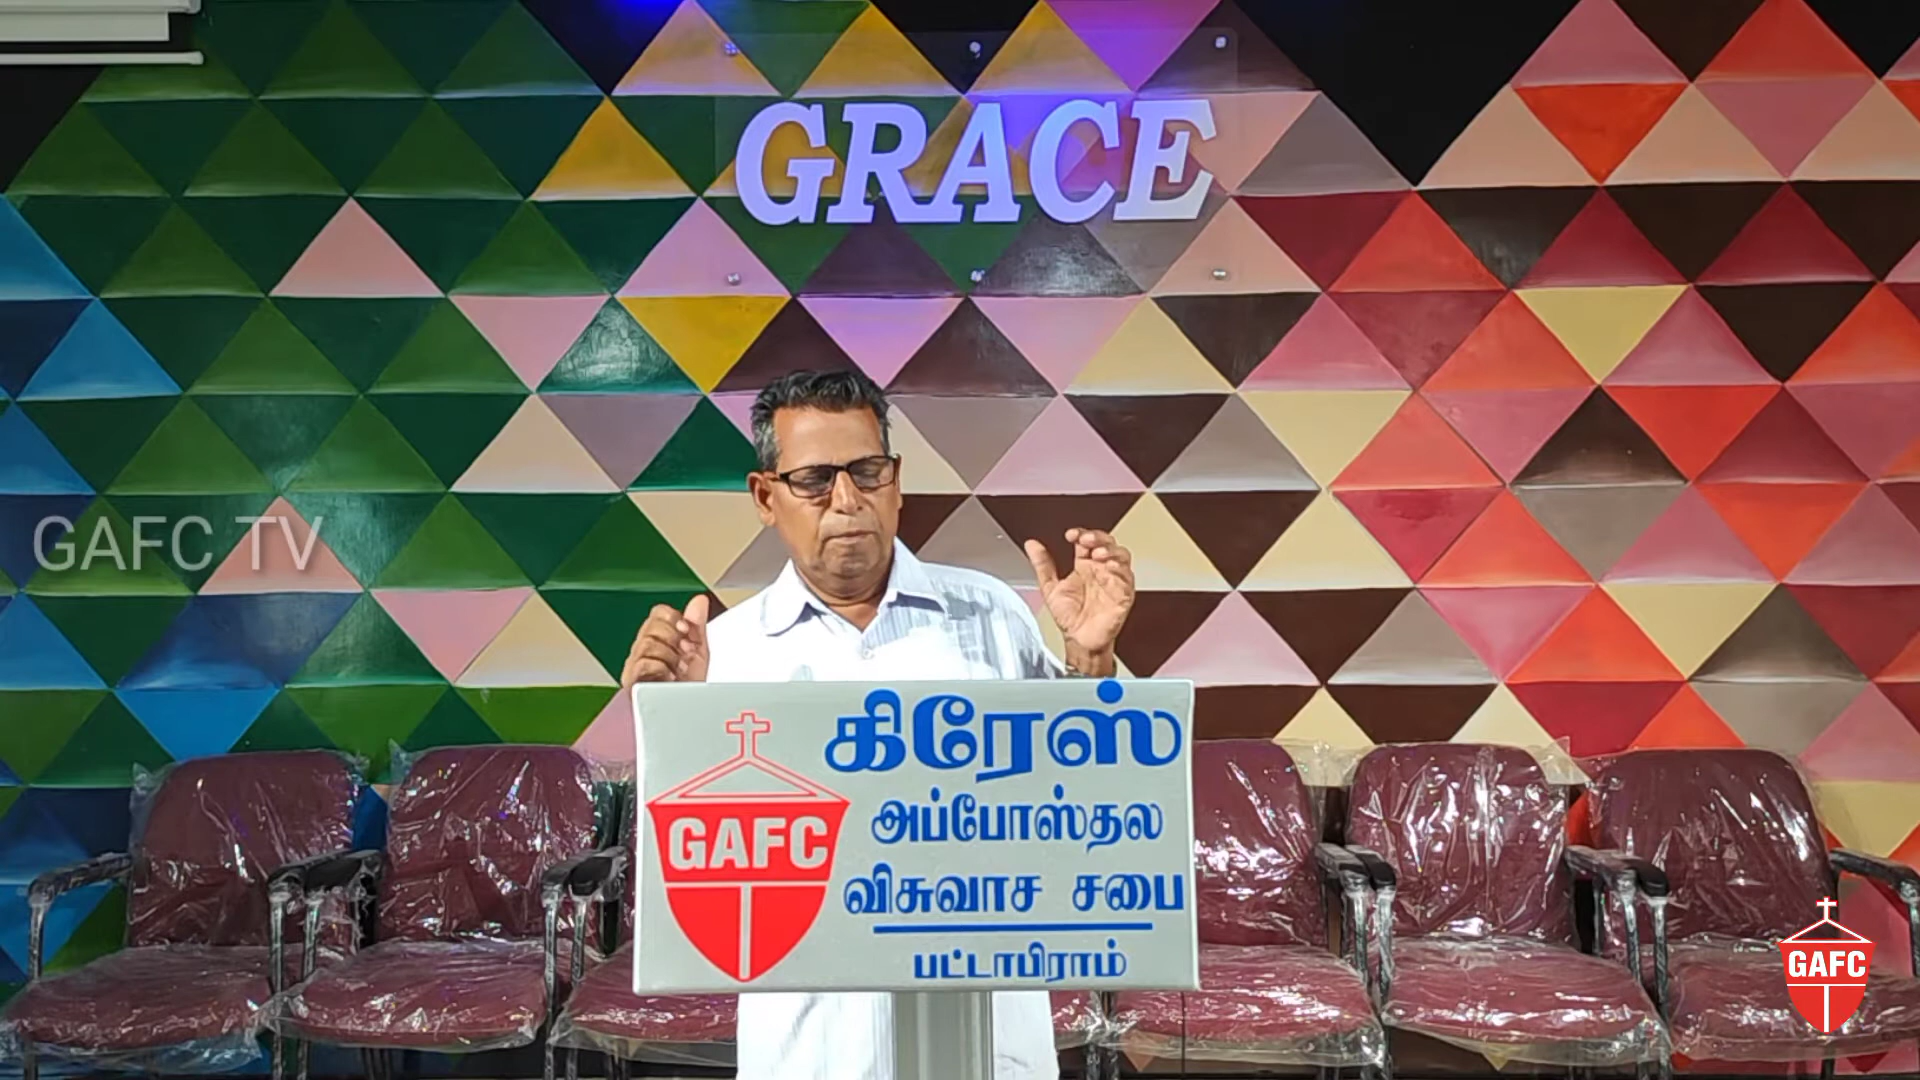 GRACE
GAFC TV
கிரேஸ்
அப்போஸ்தல
விசுவாச சபை
பட்டாபிராம்
GAFC
GAFC